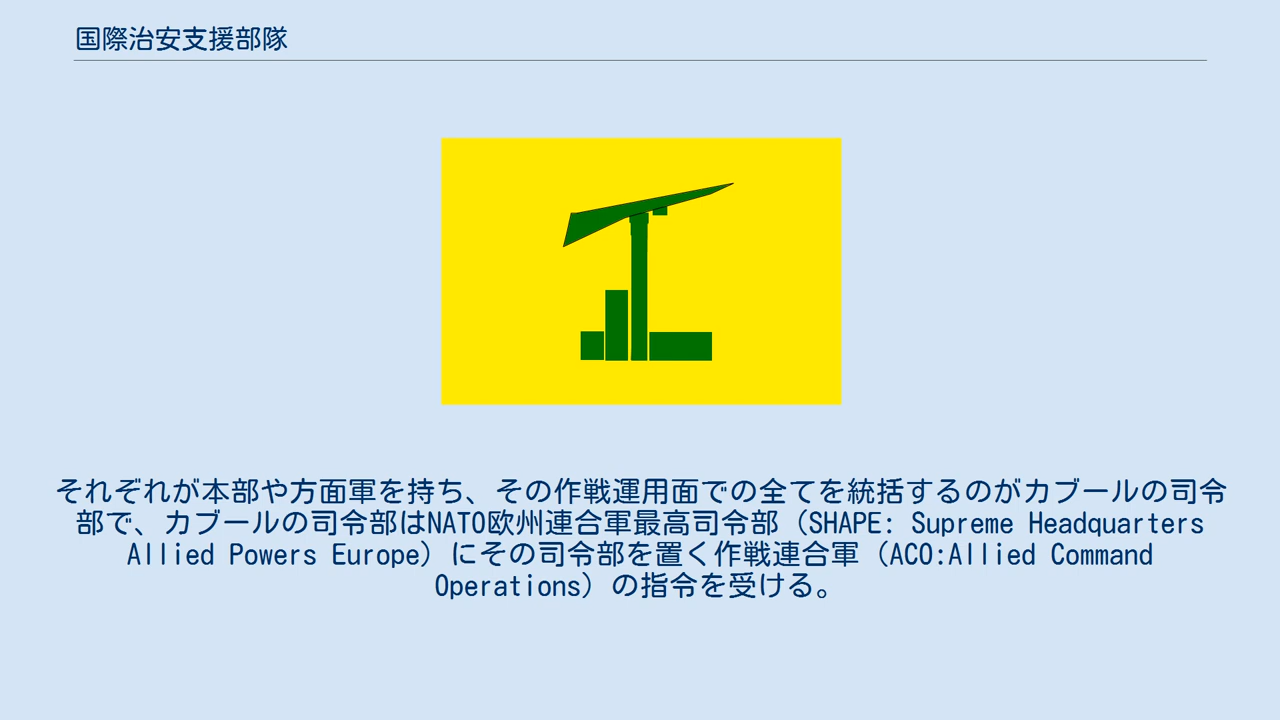 国際治安支援部隊
それぞれが本部や方面軍を持ち、その作戦運用面での全てを統括するのがカブールの司令
部で、カブールの司令部はNATO欧州連合軍最高司令部（SHAPE: Supreme Headquarters
Allied Powers Europe）にその司令部を置く作戦連合軍（ACO:Allied Command
Operations）の指令を受ける。